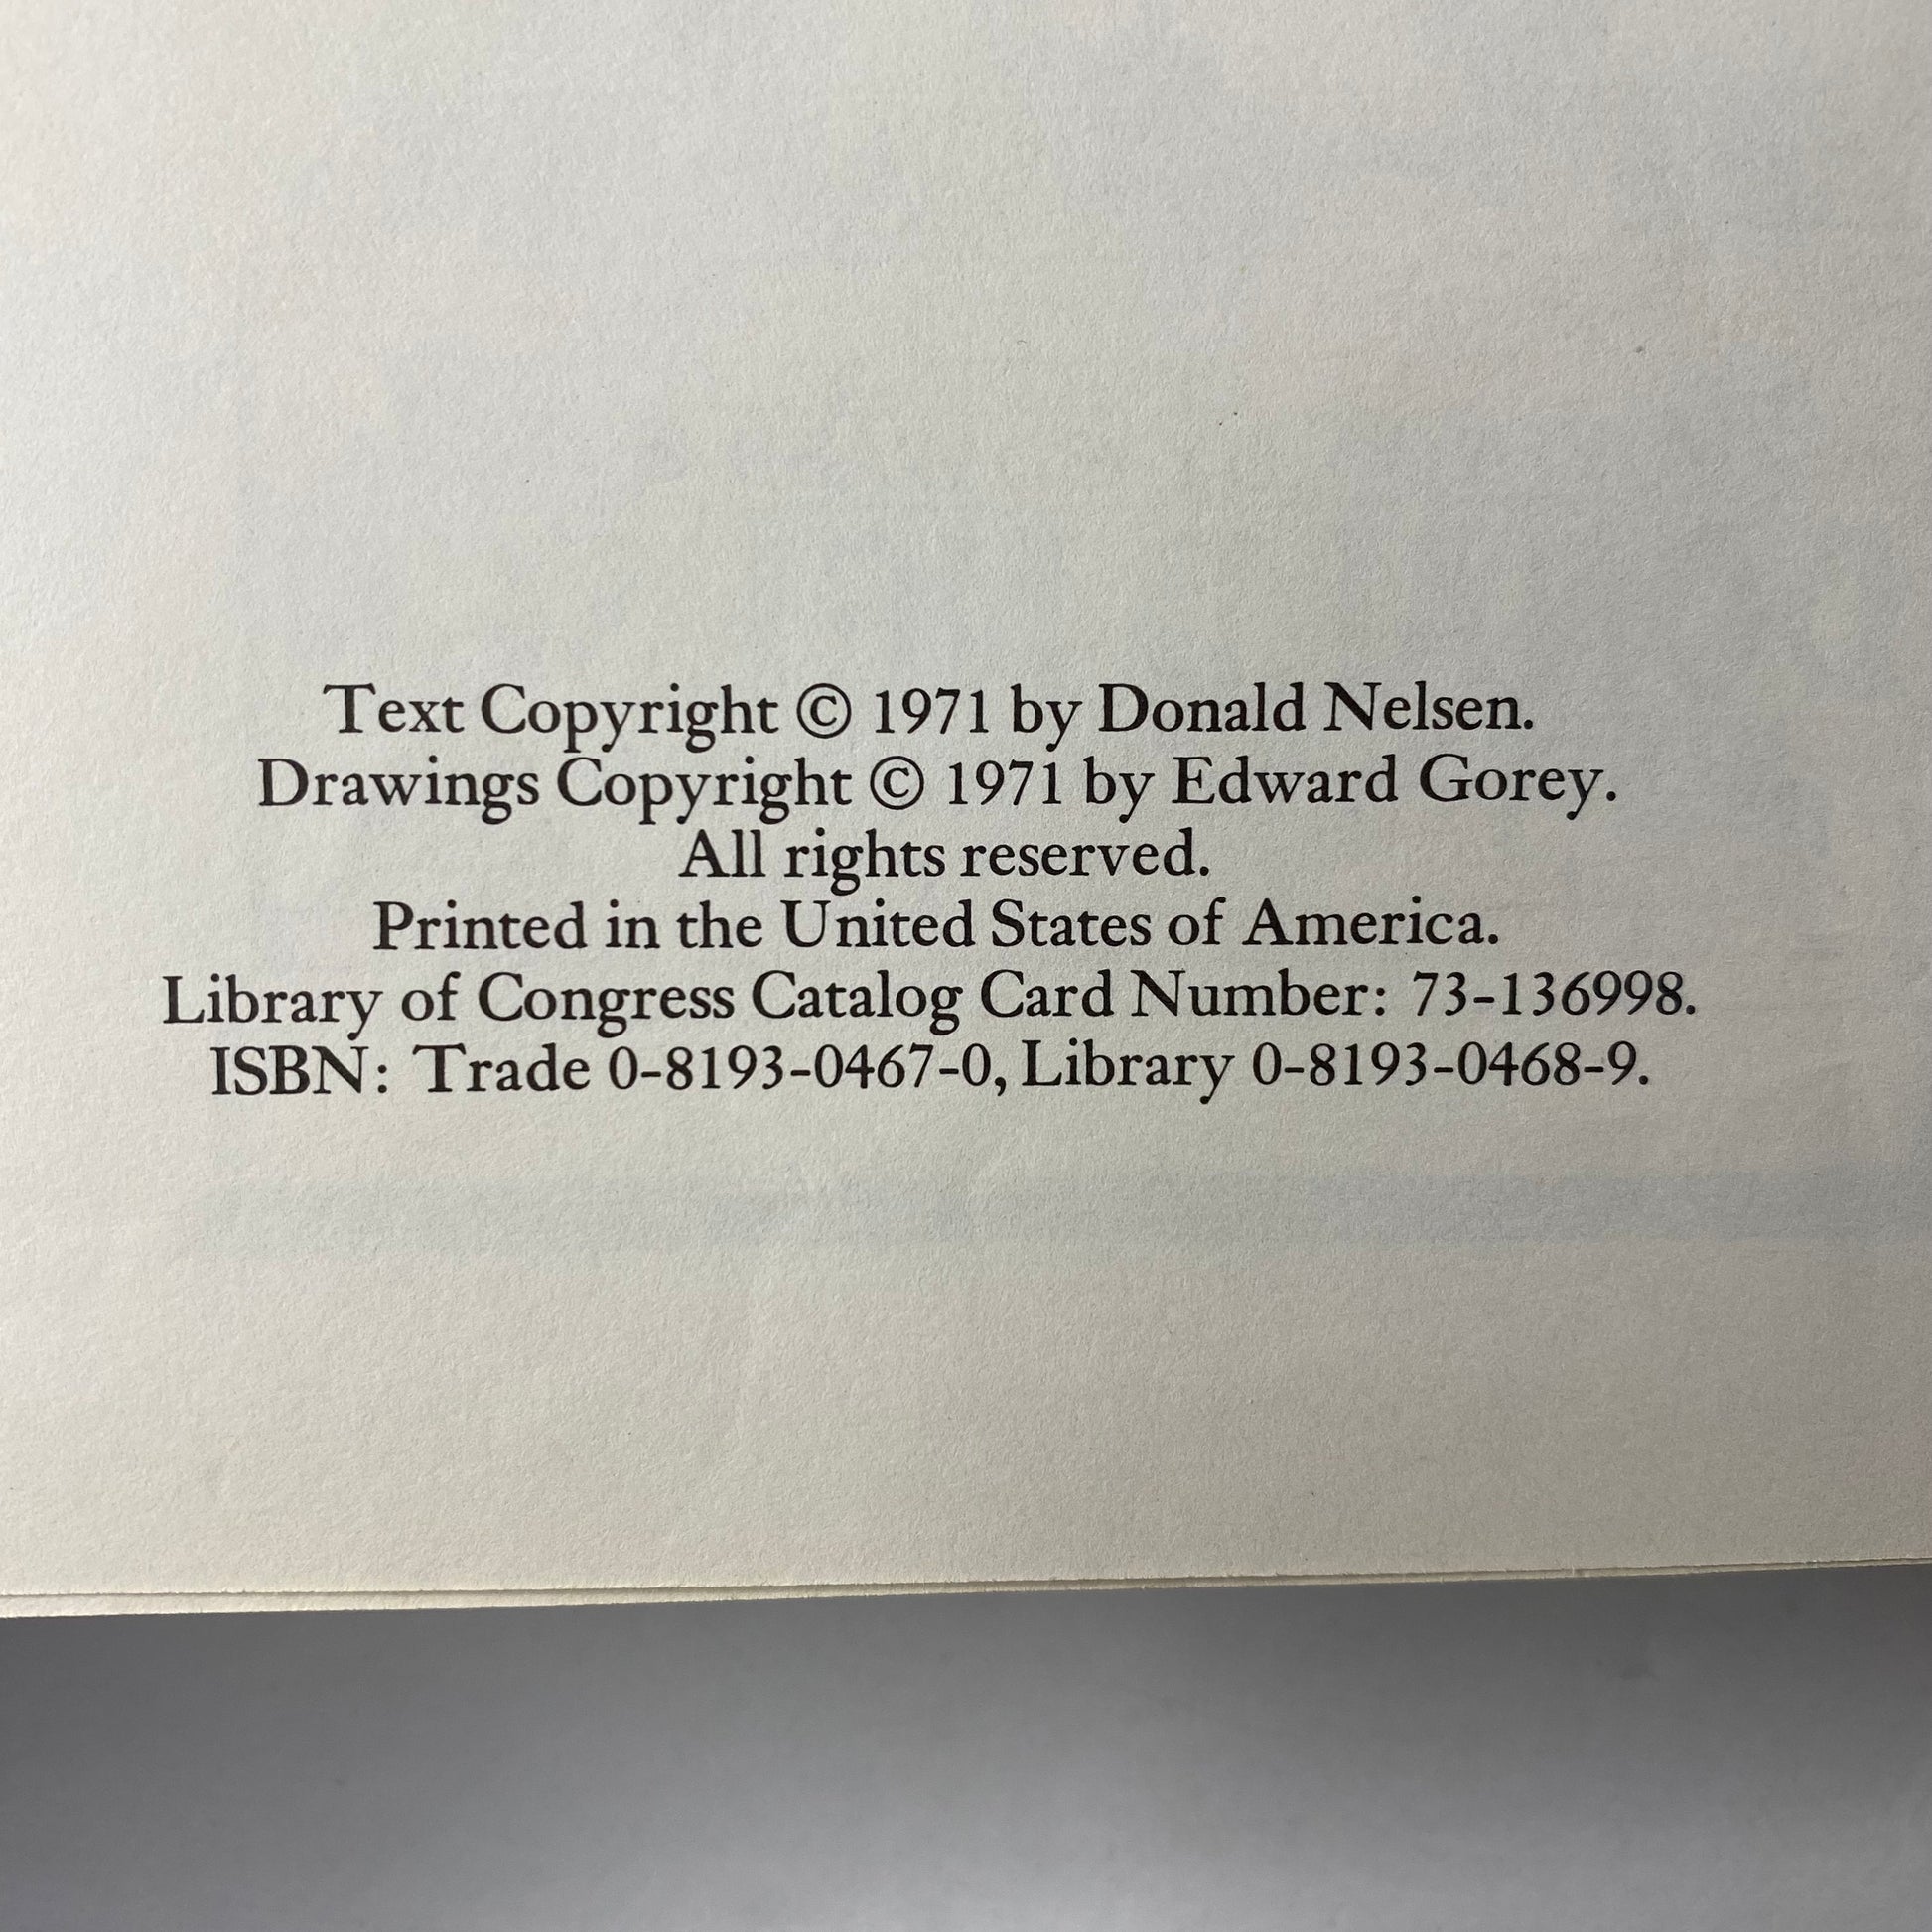 Text Copyright © 1971 by Donald Nelsen.
Drawings Copyright © 1971 by Edward Gorey.
All rights reserved.
Printed in the United States of America.
Library of Congress Catalog Card Number: 73-136998.
ISBN: Trade 0-8193-0467-0, Library 0-8193-0468-9.